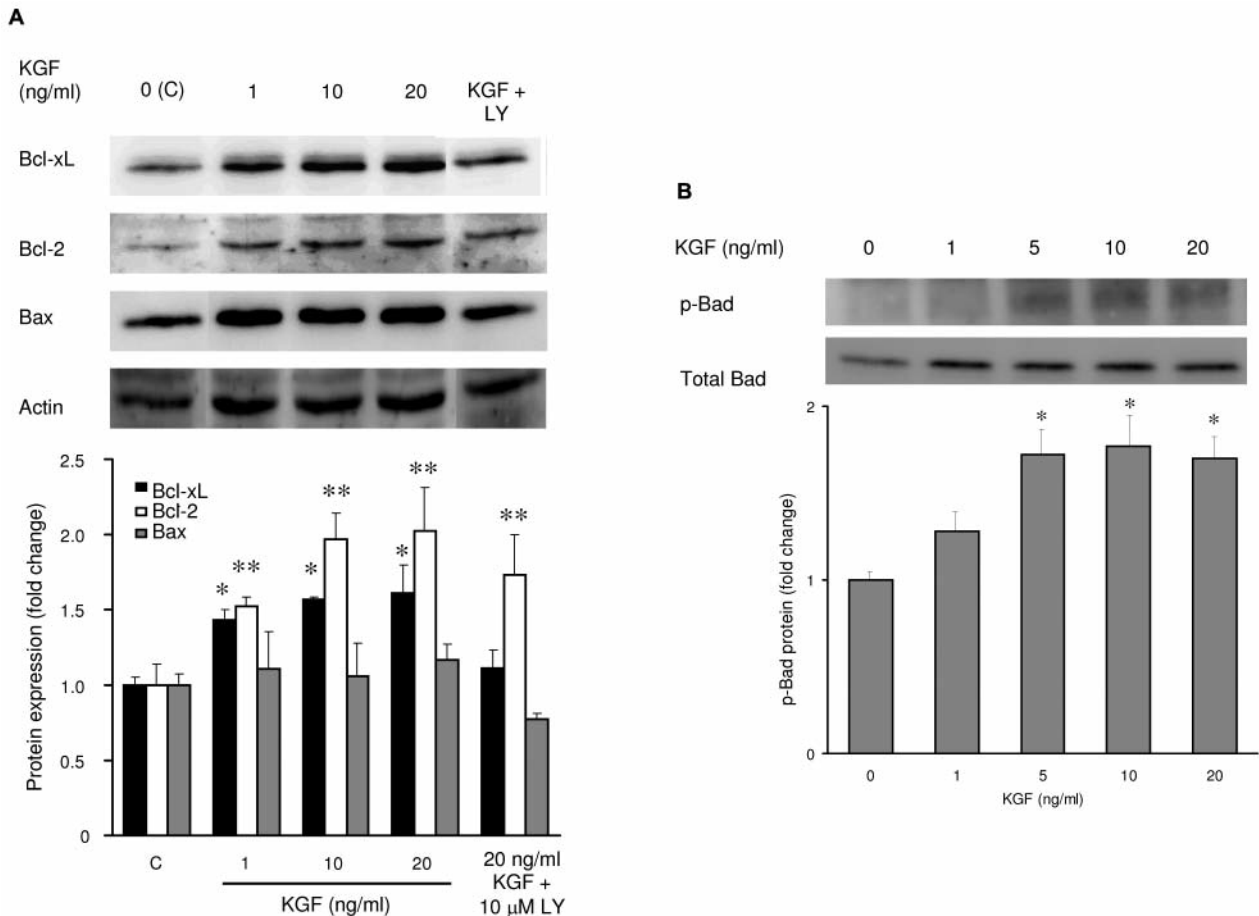 A
KGF
(ng/ml)
0 (C) 1 10 20 KGF +
LY
Bcl-xL
Bcl-2
Bax
Actin
Protein expression (fold change)
2.5
2.0
1.5
1.0
0.5
0
Bcl-xL
Bcl-2
Bax
* ** * ** * ** **
C 1 10 20 20 ng/ml
KGF +
10 µM LY
KGF (ng/ml)
B
KGF (ng/ml) 0 1 5 10 20
p-Bad
Total Bad
p-Bad protein (fold change)
2
1
0
* * *
0 1 5 10 20
KGF (ng/ml)